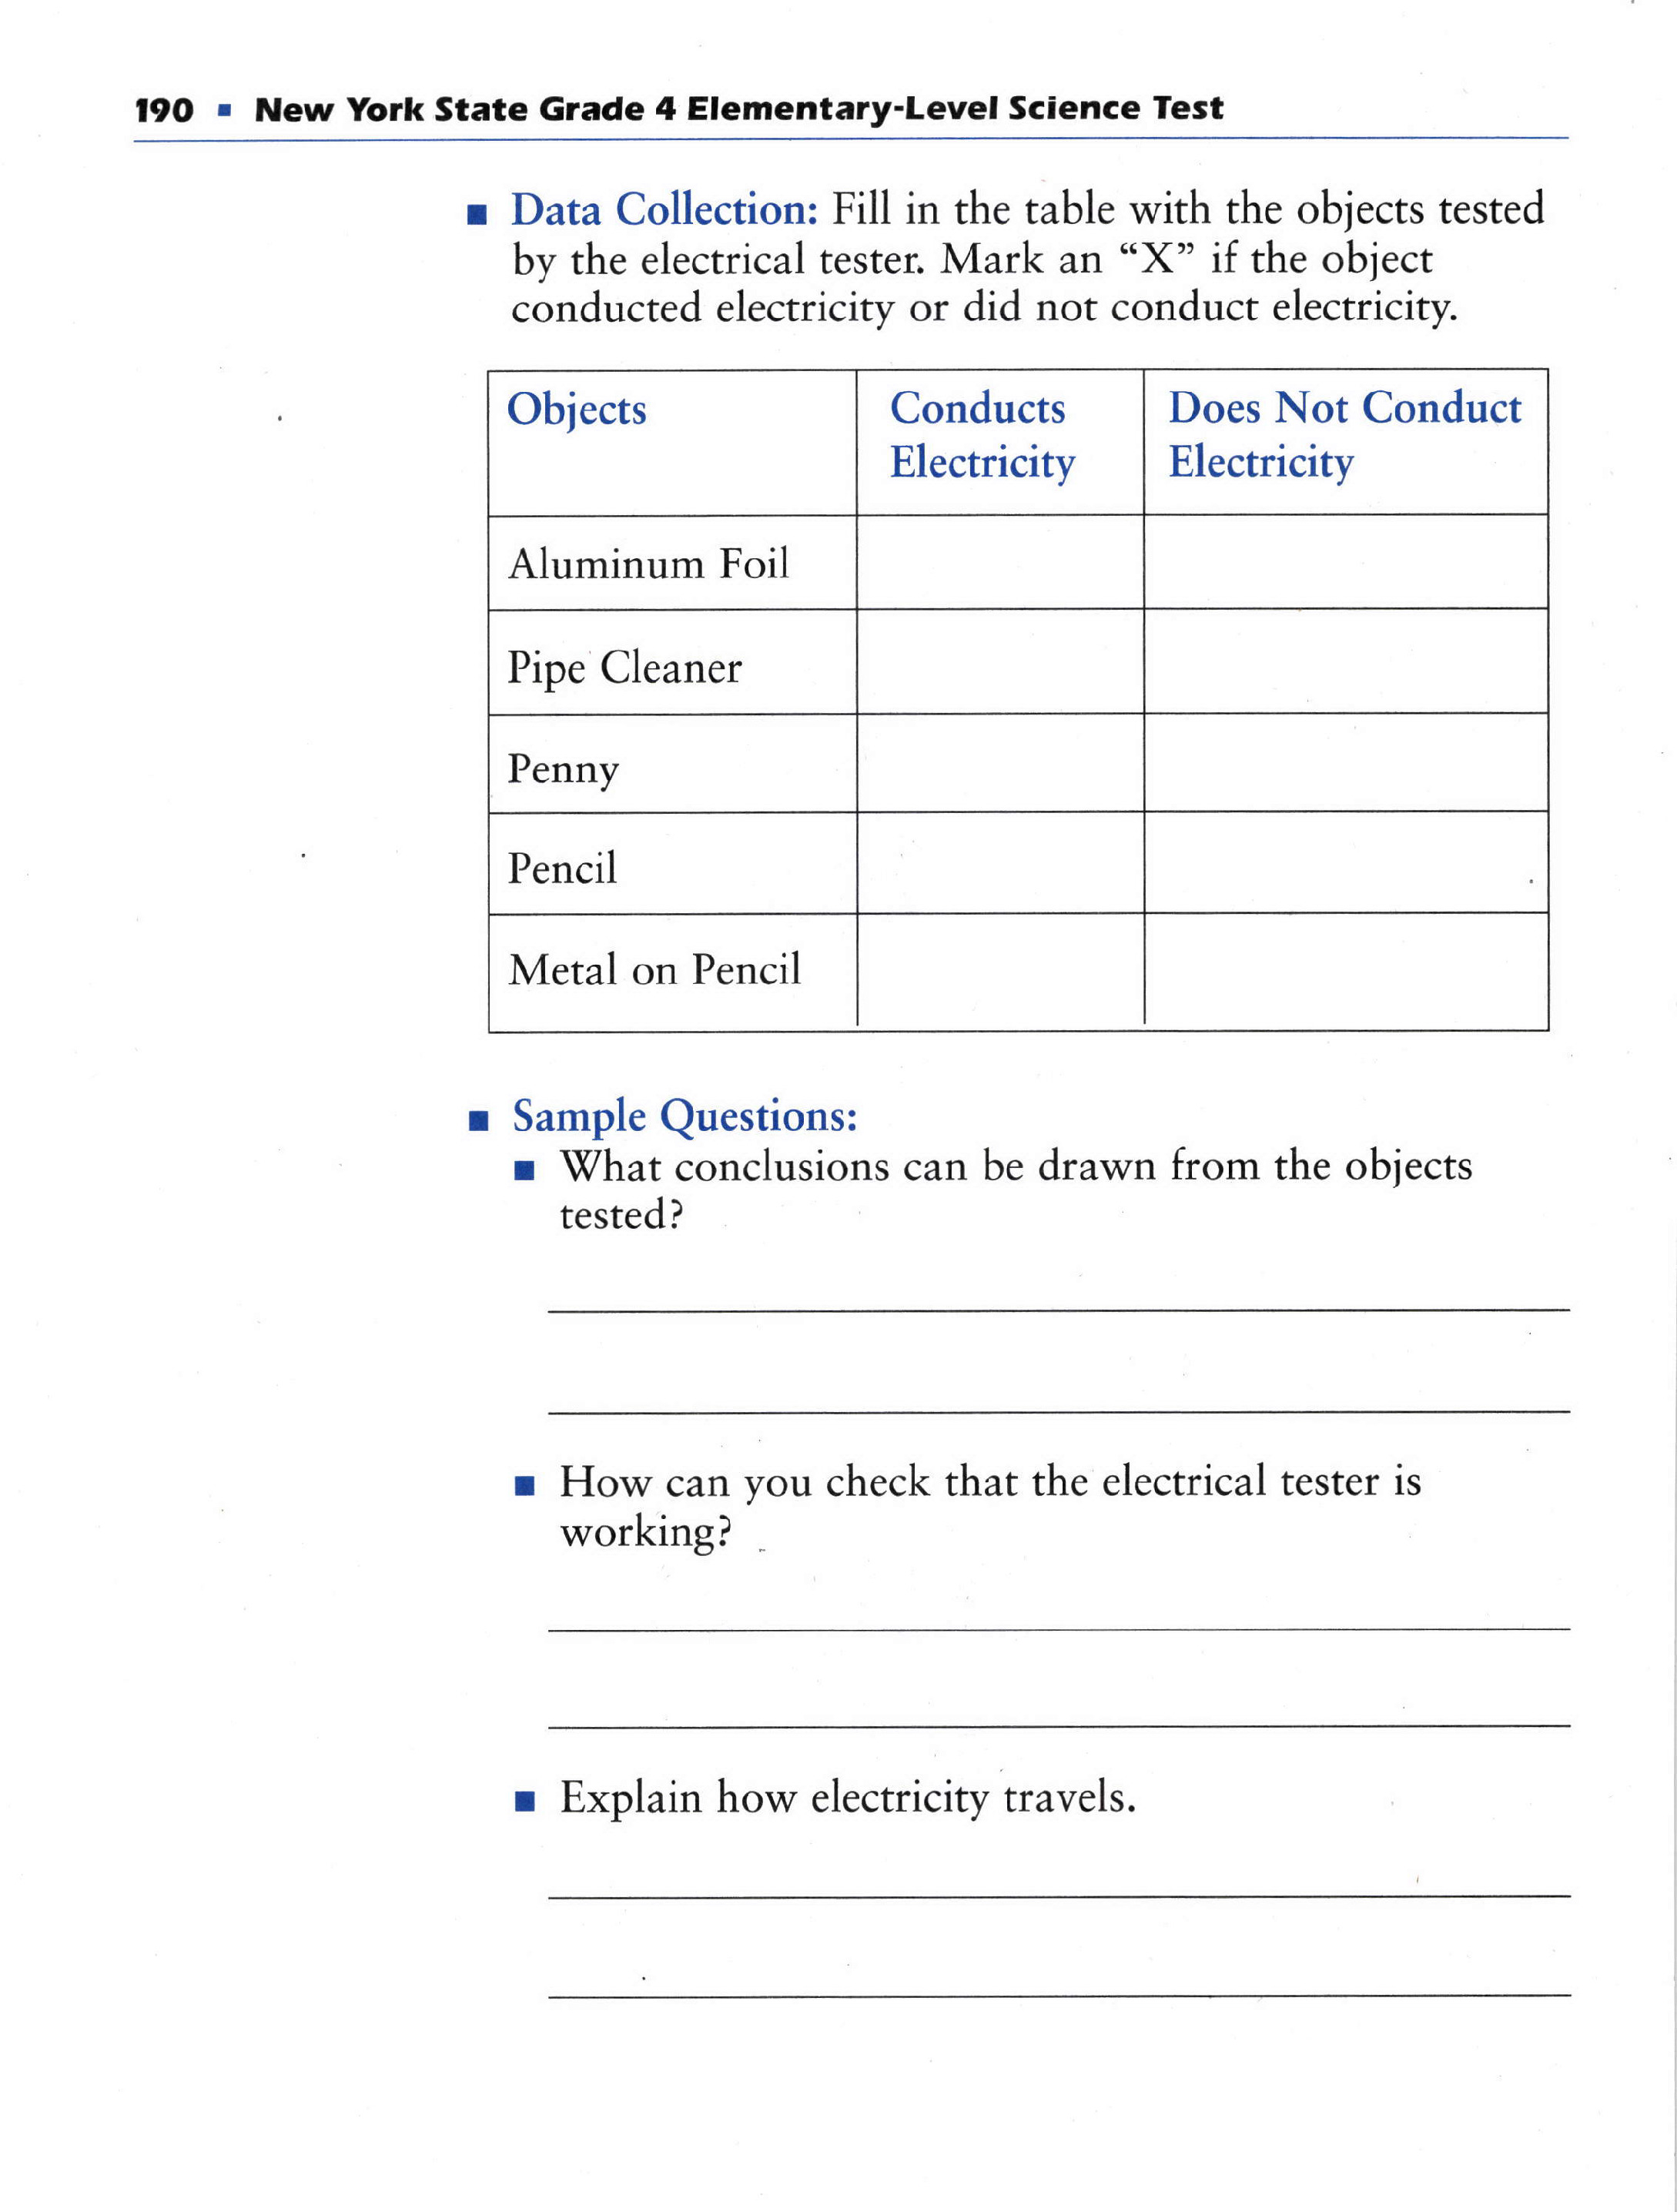 190 ■ New York State Grade 4 Elementary-Level Science Test
■ Data Collection: Fill in the table with the objects tested
by the electrical tester. Mark an “X” if the object
conducted electricity or did not conduct electricity.
Objects Conducts Does Not Conduct
Electricity Electricity
Aluminum Foil
Pipe Cleaner
Penny
Pencil
Metal on Pencil
■ Sample Questions:
■ What conclusions can be drawn from the objects
tested?
■ How can you check that the electrical tester is
working?
■ Explain how electricity travels.